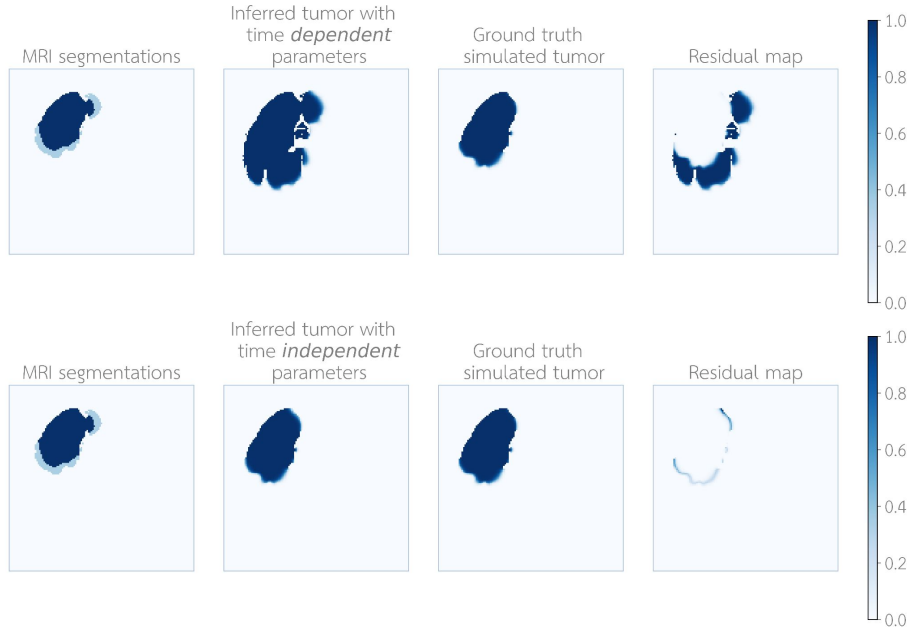 Inferred tumor with
time dependent
parameters
MRI segmentations
Ground truth
simulated tumor
Residual map
1.0
0.8
0.6
0.4
0.2
0.0
Inferred tumor with
time independent
parameters
MRI segmentations
Ground truth
simulated tumor
Residual map
1.0
0.8
0.6
0.4
0.2
0.0